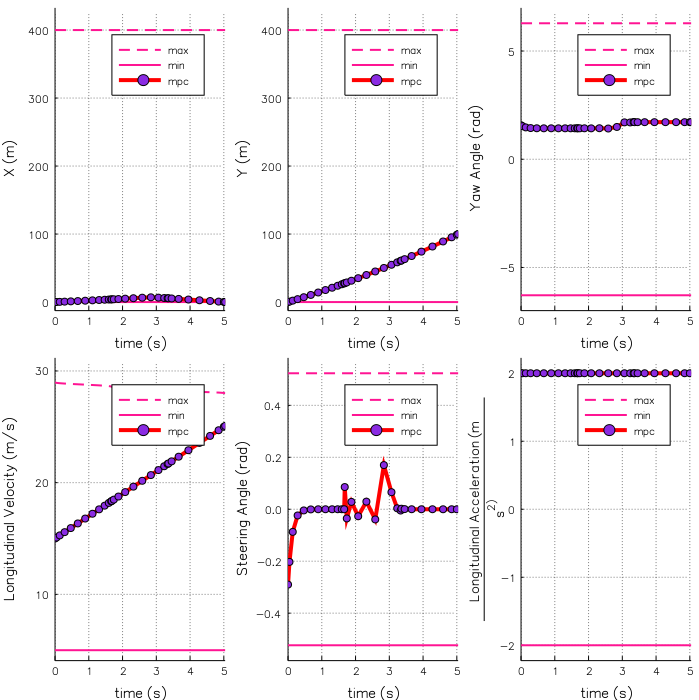 400
300
200
100
0
X (m)
max
min
mpc
0 1 2 3 4 5
time (s)
400
300
200
100
0
Y (m)
max
min
mpc
0 1 2 3 4 5
time (s)
5
0
−5
Yaw Angle (rad)
max
min
mpc
0 1 2 3 4 5
time (s)
30
20
10
Longitudinal Velocity (m/s)
max
min
mpc
0 1 2 3 4 5
time (s)
0.4
0.2
0.0
−0.2
−0.4
Steering Angle (rad)
max
min
mpc
0 1 2 3 4 5
time (s)
2
1
0
−1
−2
Longitudinal Acceleration (m
s²)
max
min
mpc
0 1 2 3 4 5
time (s)